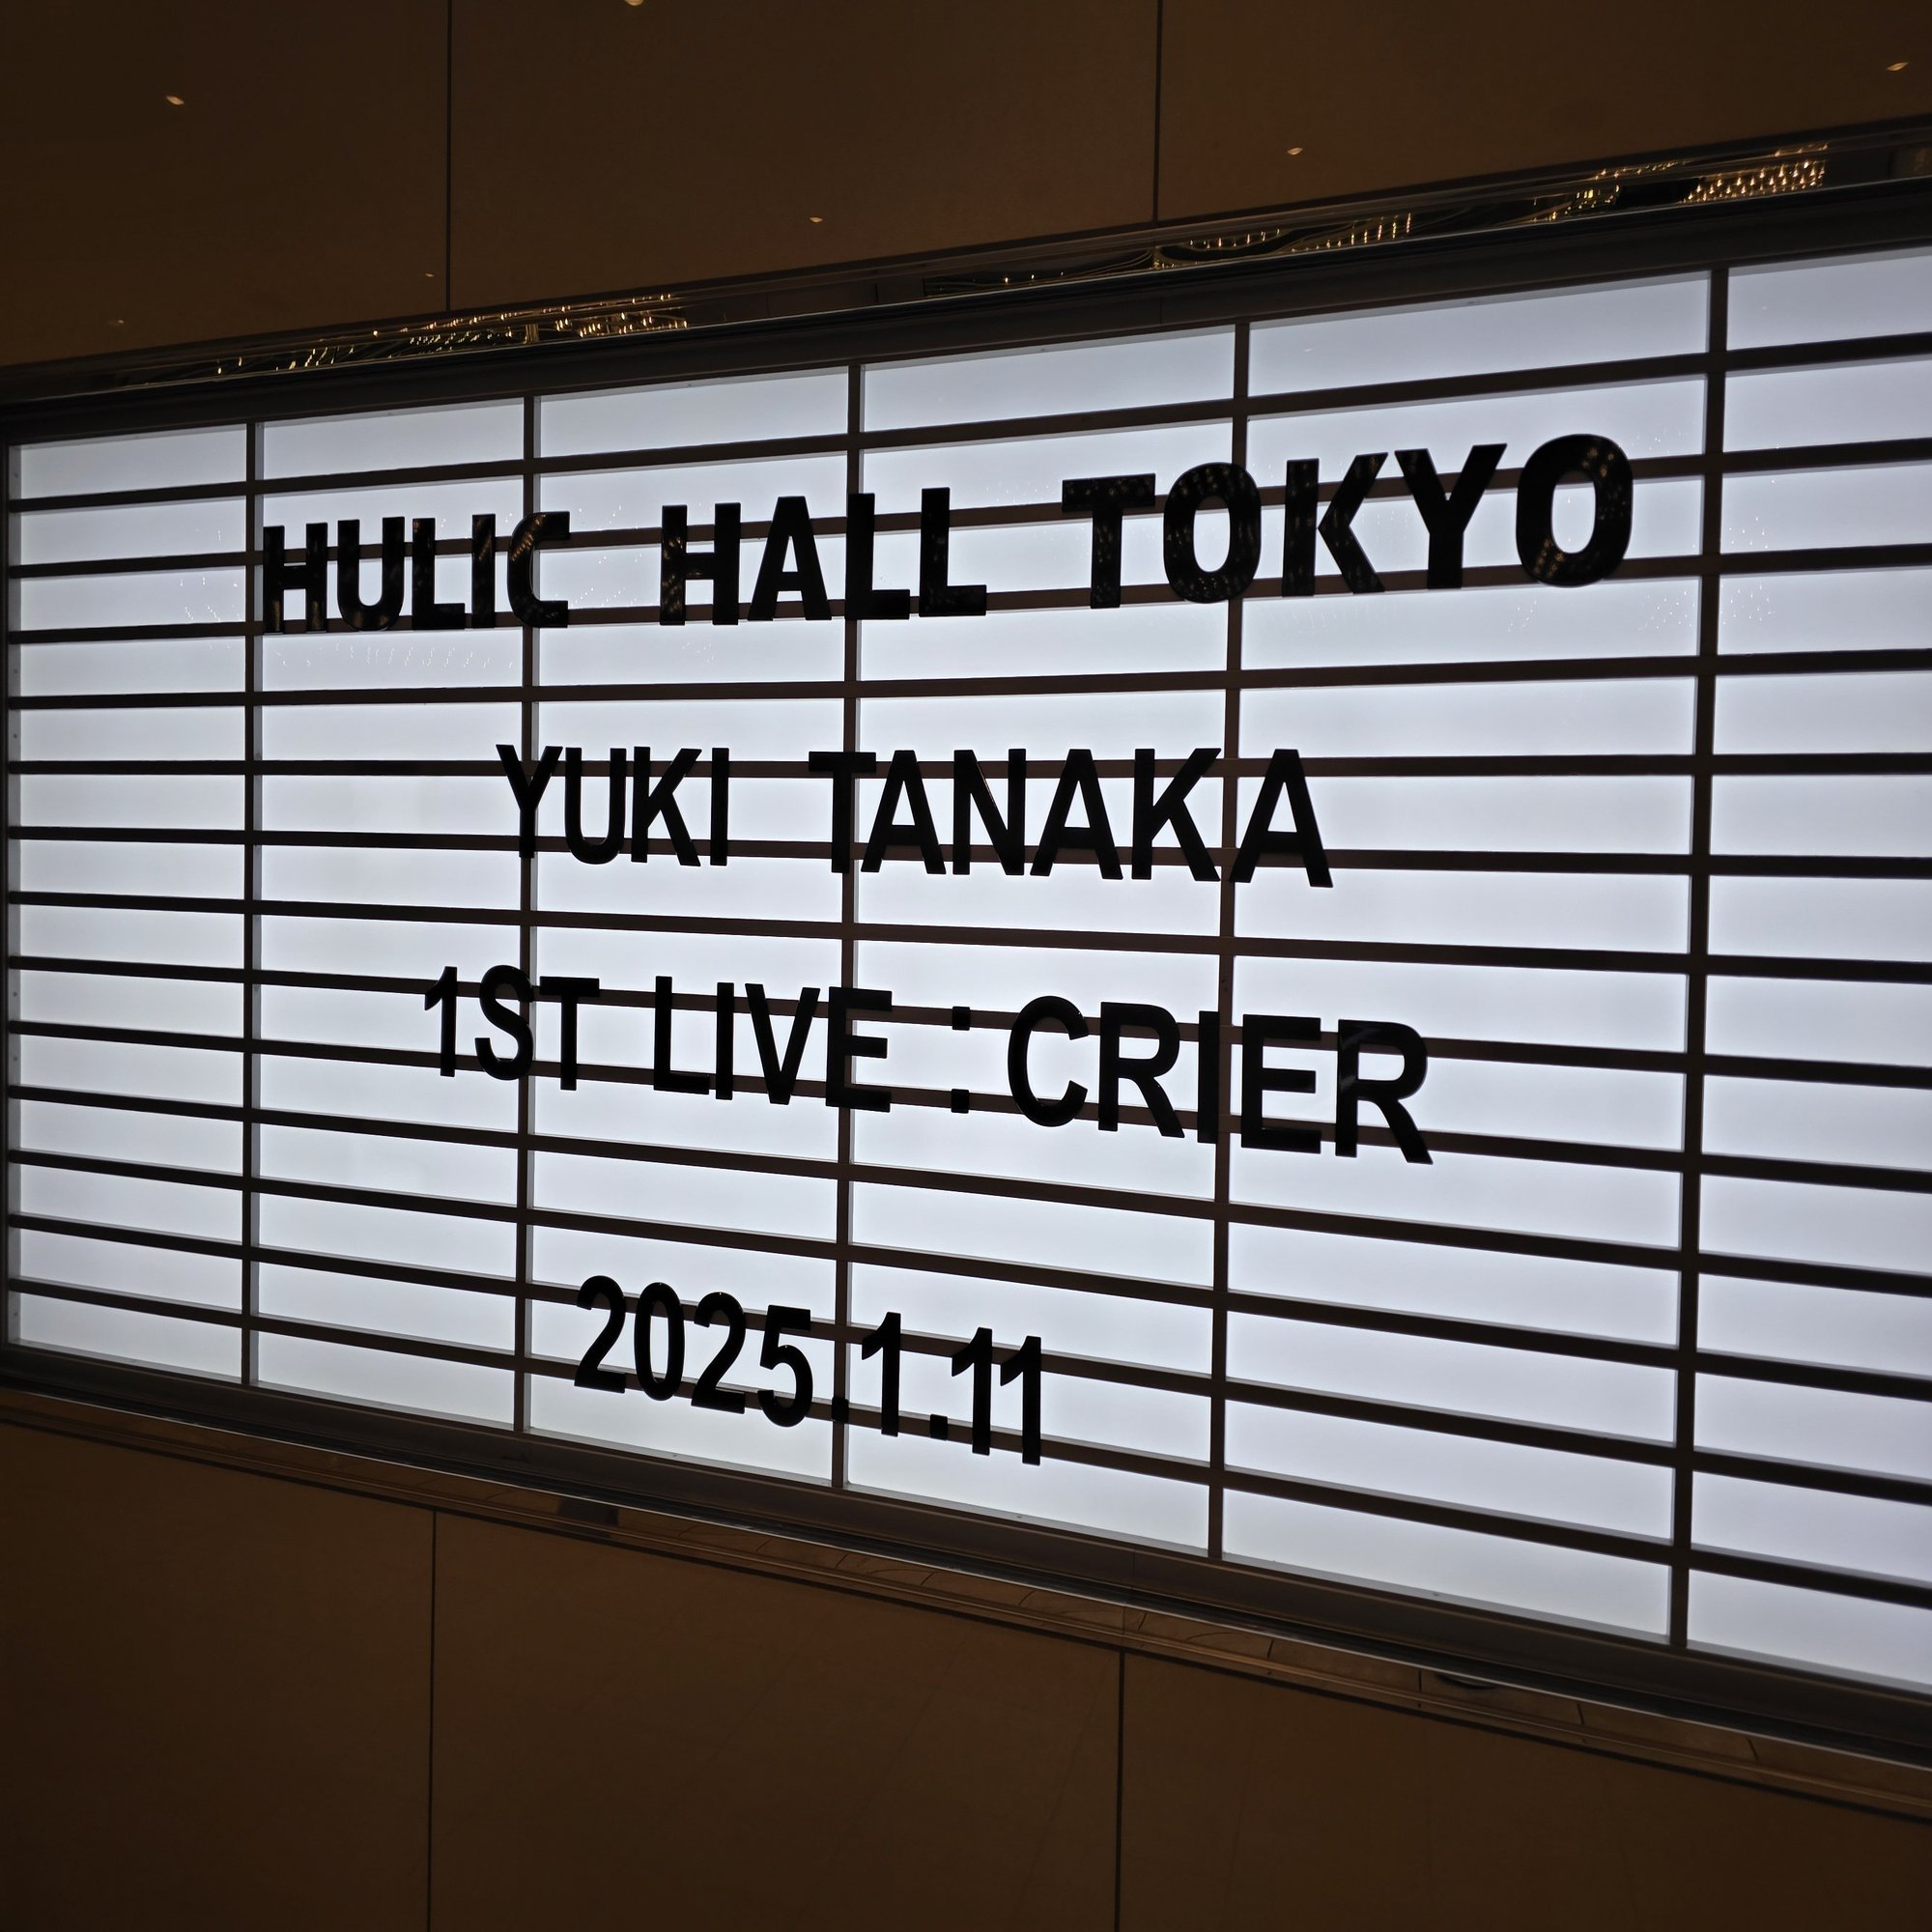 HULIC HALL TOKYO
YUKI TANAKA
1ST LIVE : CRIER
2025.1.11